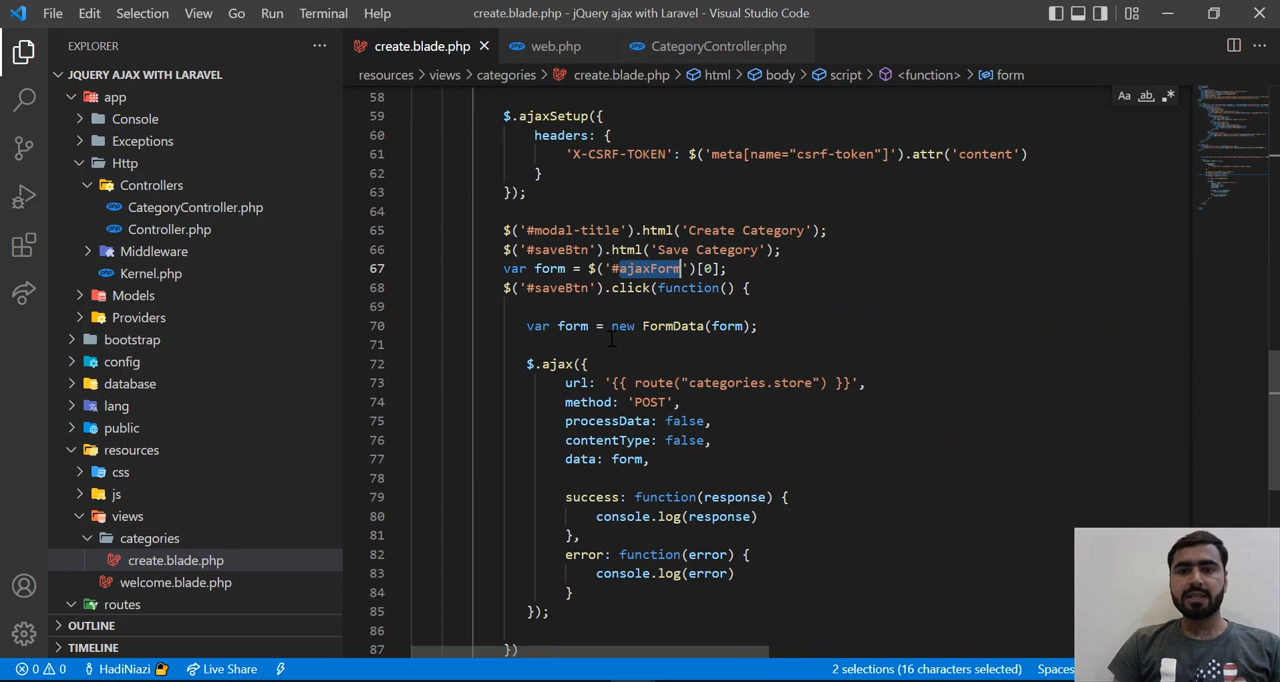 File Edit Selection View Go Run Terminal Help
create.blade.php - jQuery ajax with Laravel - Visual Studio Code
EXPLORER
JQUERY AJAX WITH LARAVEL
app
Console
Exceptions
Http
Controllers
CategoryController.php
Controller.php
Middleware
Kernel.php
Models
Providers
bootstrap
config
database
lang
public
resources
css
js
views
categories
create.blade.php
welcome.blade.php
routes
OUTLINE
TIMELINE
create.blade.php web.php CategoryController.php
resources > views > categories > create.blade.php > html > body > script > <function> > form
Aa ab
58
59 $.ajaxSetup({
60 headers: {
61 'X-CSRF-TOKEN': $('meta[name="csrf-token"]').attr('content')
62 }
63 });
64
65 $('#modal-title').html('Create Category');
66 $('#saveBtn').html('Save Category');
67 var form = $('#ajaxForm')[0];
68 $('#saveBtn').click(function() {
69
70 var form = new FormData(form);
71
72 $.ajax({
73 url: '{{ route("categories.store") }}',
74 method: 'POST',
75 processData: false,
76 contentType: false,
77 data: form,
78
79 success: function(response) {
80 console.log(response)
81 },
82 error: function(error) {
83 console.log(error)
84 }
85 });
86
87 })
0 0 HadiNiazi Live Share 2 selections (16 characters selected) Spaces